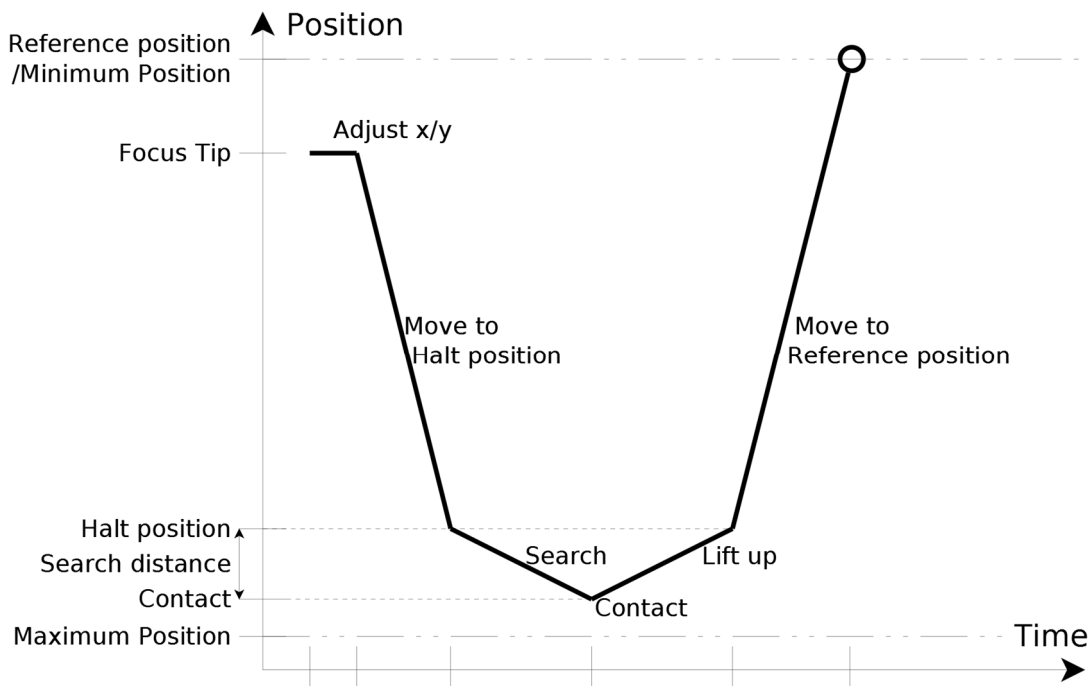 Position
Reference position
/Minimum Position
Adjust x/y
Focus Tip
Move to
Halt position
Move to
Reference position
Halt position
Search distance
Contact
Search
Lift up
Contact
Maximum Position
Time